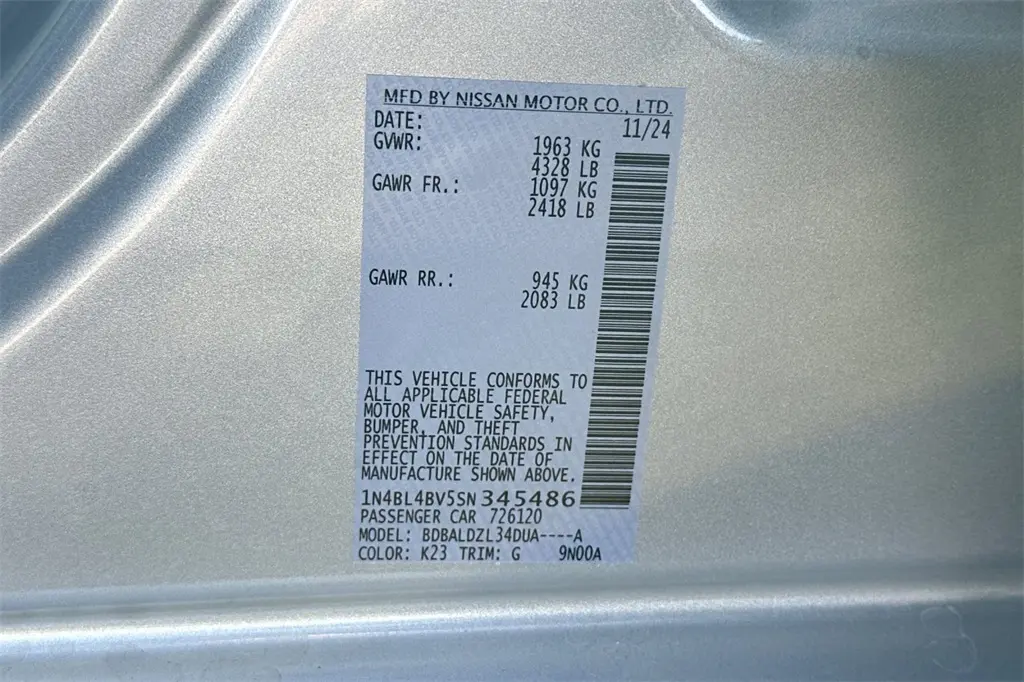 MFD BY NISSAN MOTOR CO., LTD.
DATE: 11/24
GVWR: 1963 KG
4328 LB
GAWR FR.: 1097 KG
2418 LB
GAWR RR.: 945 KG
2083 LB
THIS VEHICLE CONFORMS TO
ALL APPLICABLE FEDERAL
MOTOR VEHICLE SAFETY,
BUMPER, AND THEFT
PREVENTION STANDARDS IN
EFFECT ON THE DATE OF
MANUFACTURE SHOWN ABOVE.
1N4BL4BV5SN345486
PASSENGER CAR 726120
MODEL: BDBALDZL34DUA----A
COLOR: K23 TRIM: G 9N00A